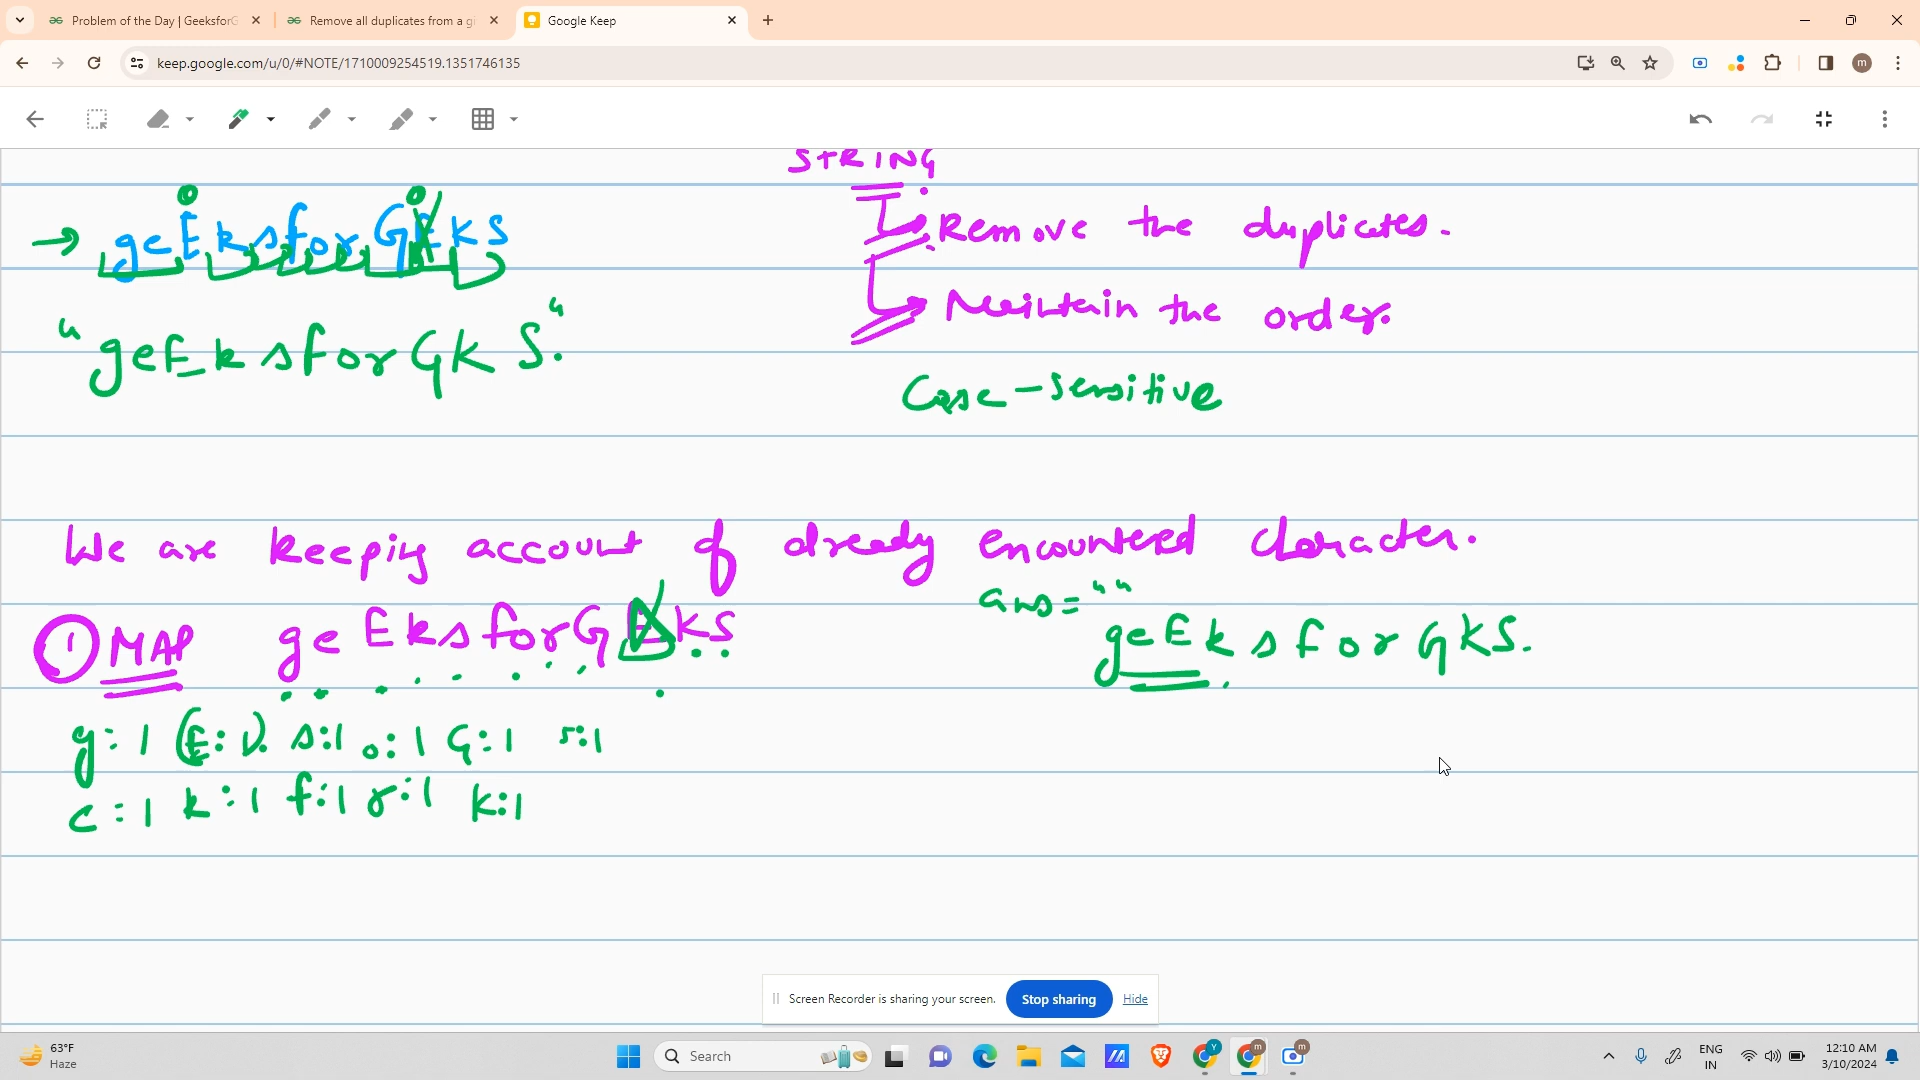 Problem of the Day | GeeksforG
Remove all duplicates from a gi
Google Keep
keep.google.com/u/0/#NOTE/1710009254519.1351746135
m
STRING
geEksforGEKS
Remove the duplicates.
"geEksforGKS."
Maintain the order.
Case-Sensitive
We are keeping account of already encountered character.
ans=""
① MAP geEksforGEKS
geEksforGKS.
g:1 (E:1). s:1 o:1 G:1 S:1
e:1 k:1 f:1 r:1 K:1
Screen Recorder is sharing your screen. Stop sharing Hide
63°F
Haze
Search
ENG
IN
12:10 AM
3/10/2024